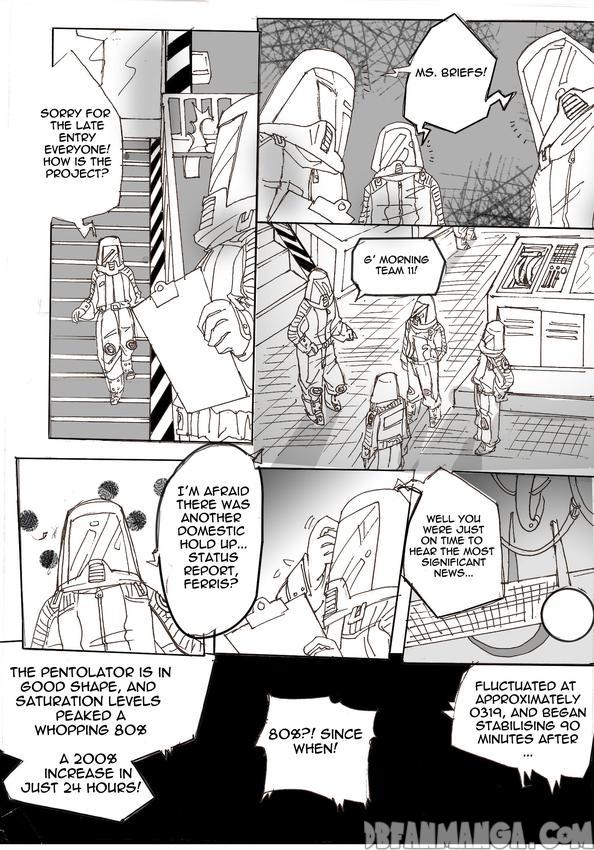 SORRY FOR
THE LATE
ENTRY
EVERYONE!
HOW IS THE
PROJECT?
MS. BRIEFS!
G' MORNING
TEAM 11!
I'M AFRAID
THERE WAS
ANOTHER
DOMESTIC
HOLD UP...
STATUS
REPORT,
FERRIS?
WELL YOU
WERE JUST
ON TIME TO
HEAR THE MOST
SIGNIFICANT
NEWS...
THE PENTOLATOR IS IN
GOOD SHAPE, AND
SATURATION LEVELS
PEAKED A
WHOPPING 80%
A 200%
INCREASE IN
JUST 24 HOURS!
80%?! SINCE
WHEN!
FLUCTUATED AT
APPROXIMATELY
0319, AND BEGAN
STABILISING 90
MINUTES AFTER
...
DREAMMANGA.COM